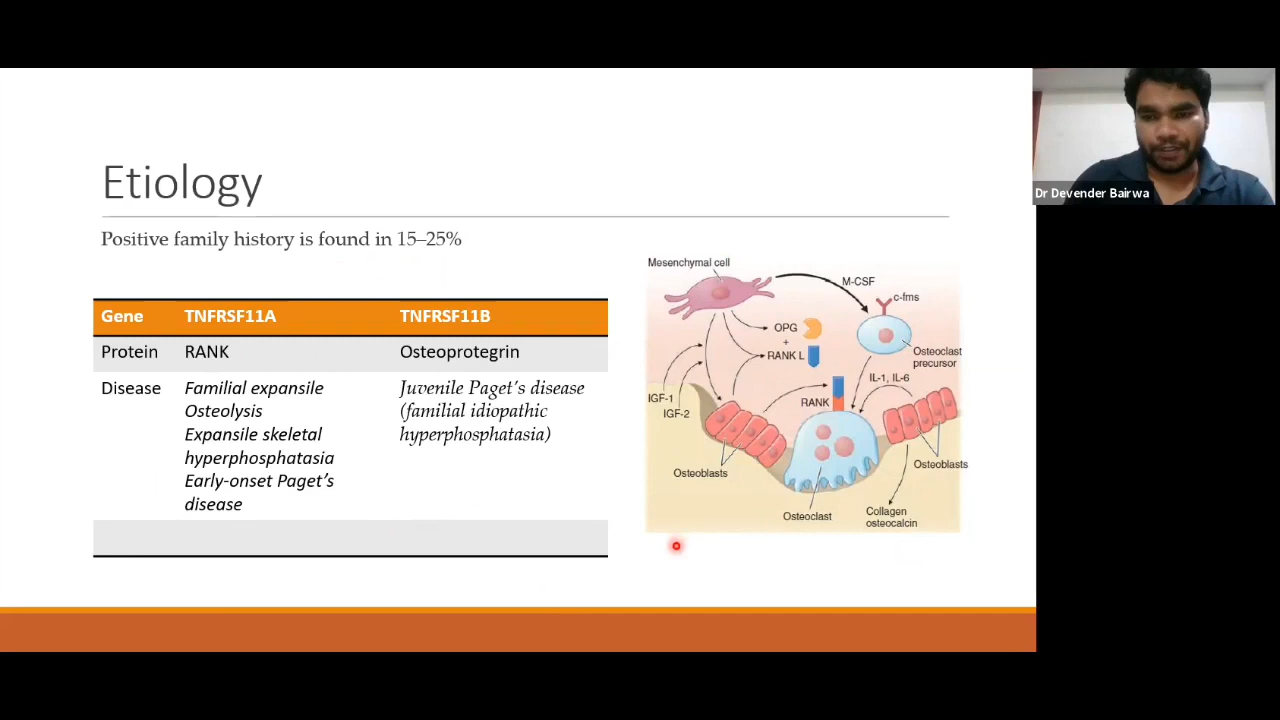 Etiology
Positive family history is found in 15–25%
Gene TNFRSF11A TNFRSF11B
Protein RANK Osteoprotegrin
Disease Familial expansile Juvenile Paget's disease
Osteolysis (familial idiopathic
Expansile skeletal hyperphosphatasia)
hyperphosphatasia
Early-onset Paget's
disease
Mesenchymal cell
M-CSF
c-fms
OPG
+
RANK L
Osteoclast
precursor
IL-1, IL-6
IGF-1
IGF-2
RANK
Osteoblasts
Osteoblasts
Osteoclast
Collagen
osteocalcin
Dr Devender Bairwa